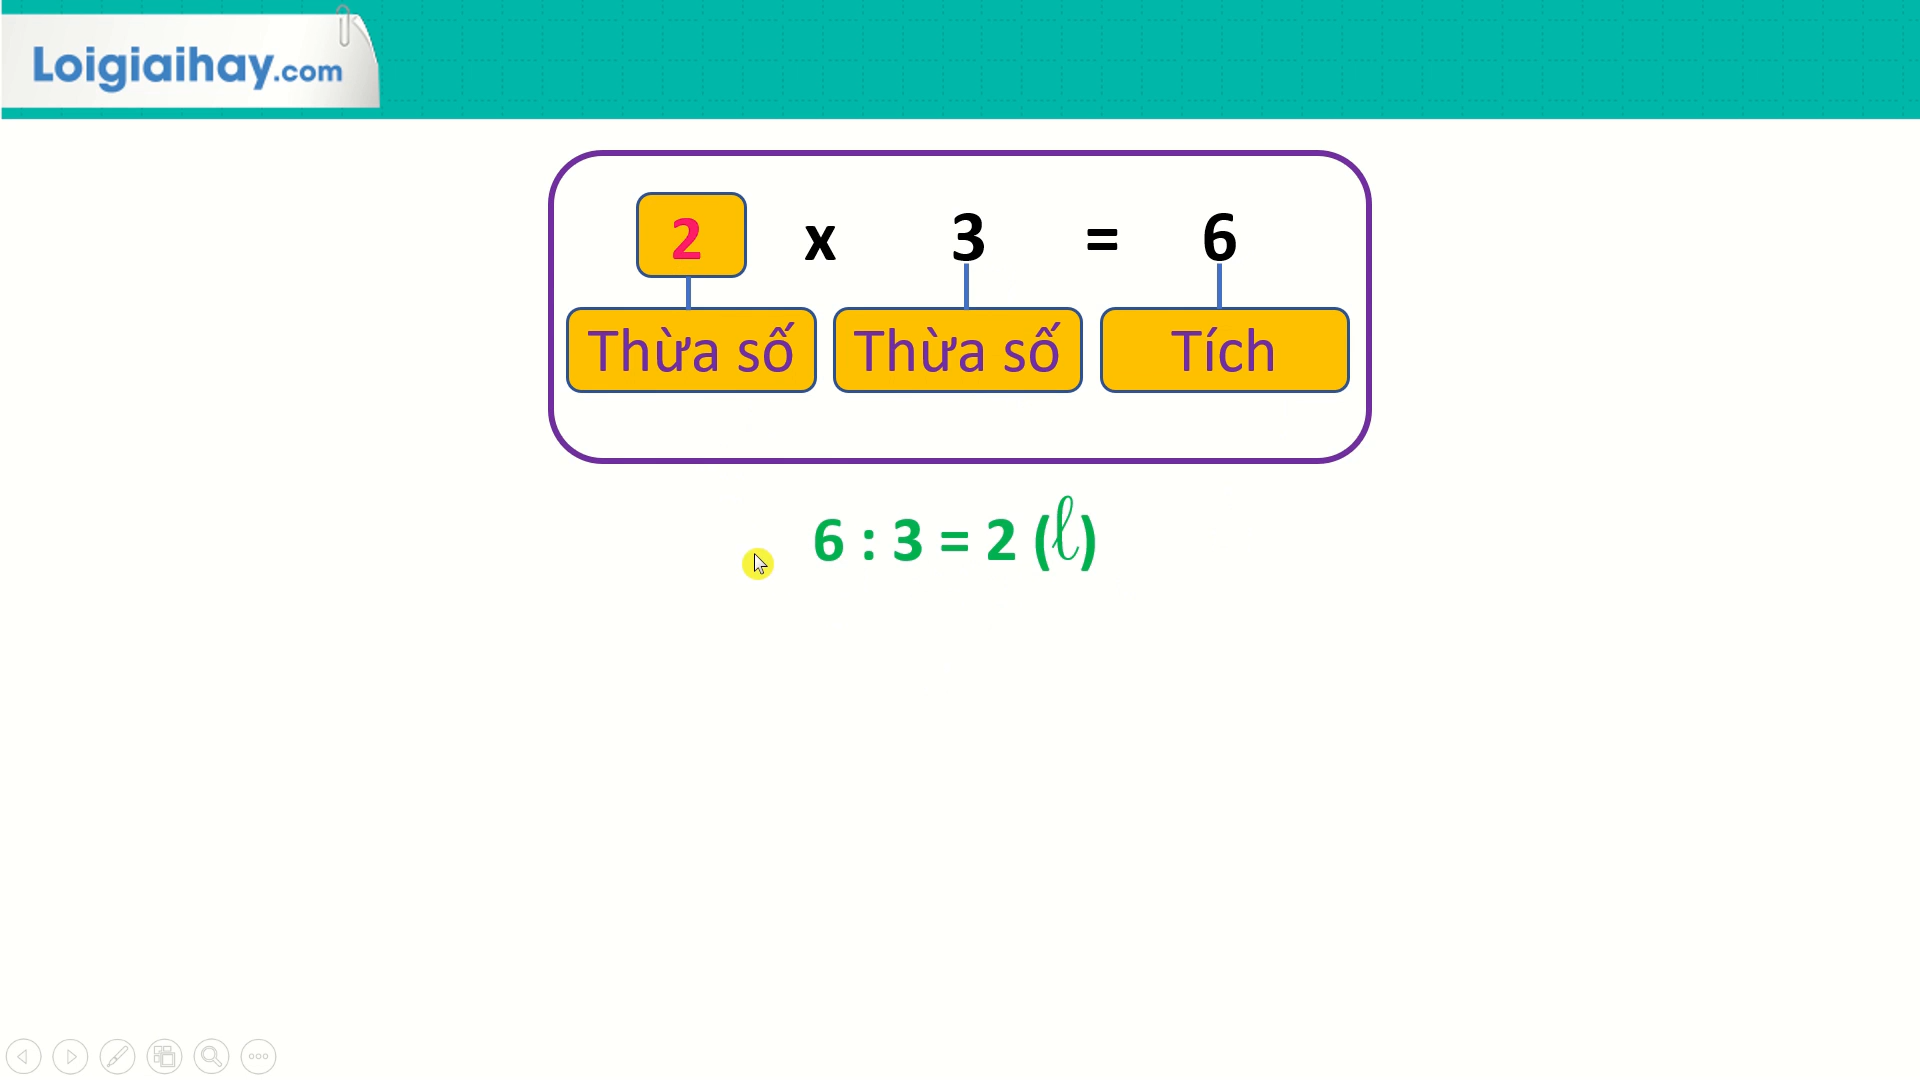 Loigiaihay.com
2 x 3 = 6
Thừa số Thừa số Tích
6 : 3 = 2 (ℓ)